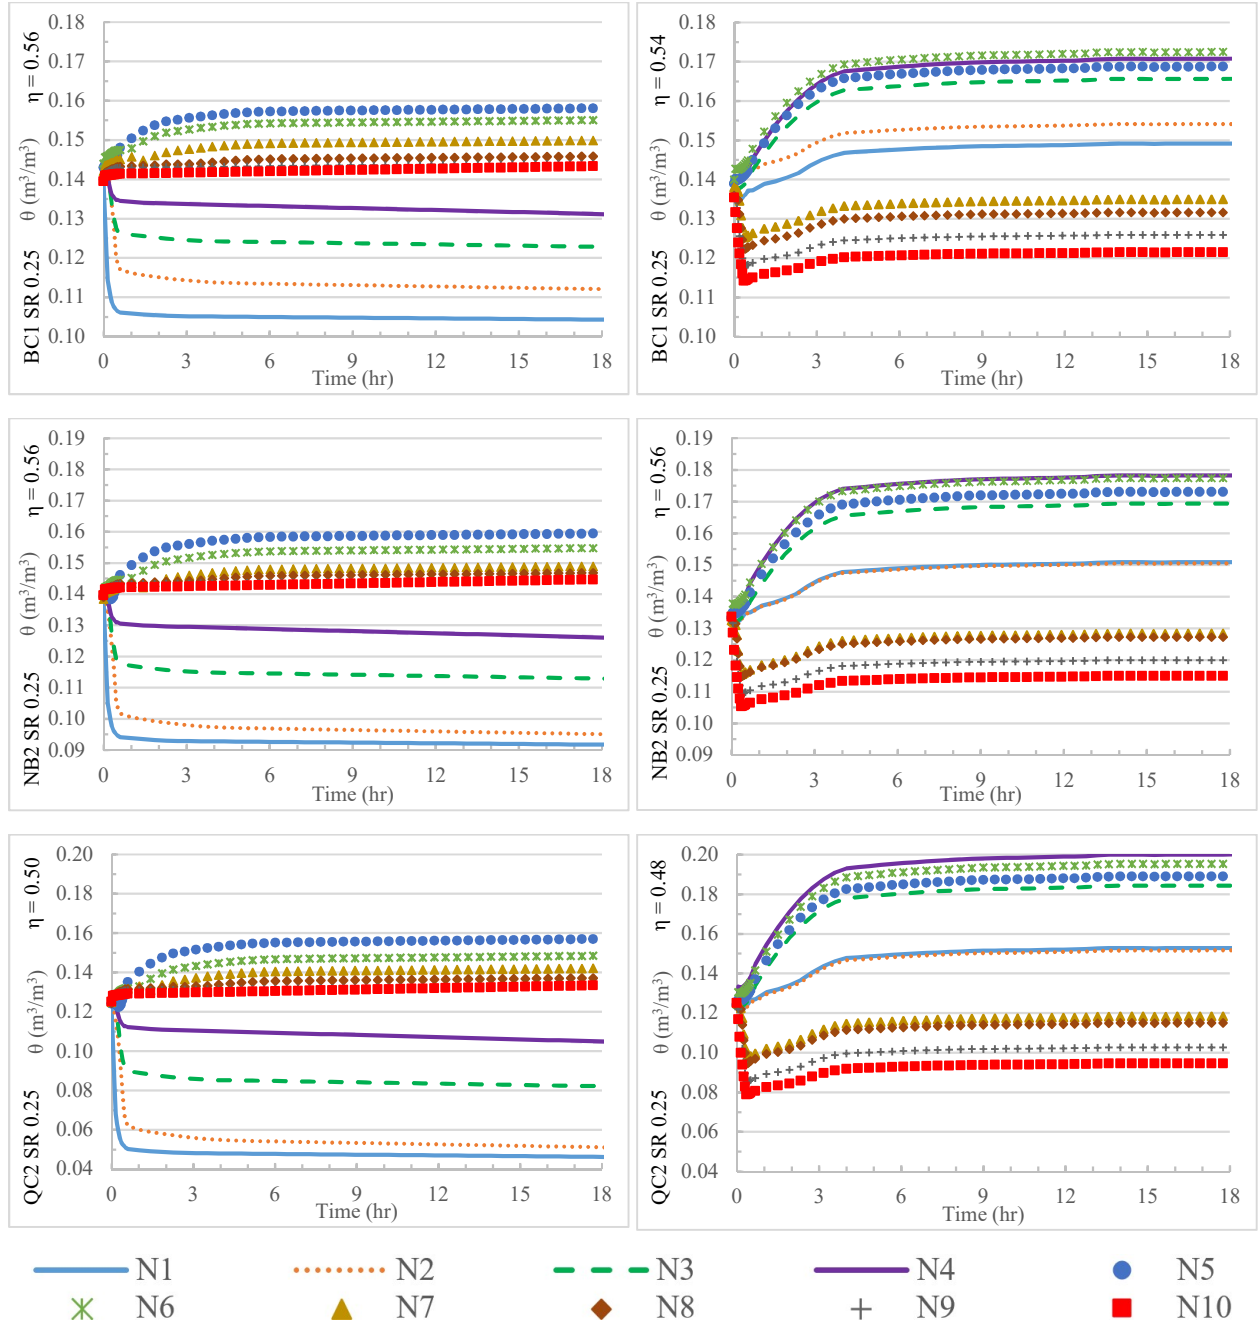 BC1 SR 0.25 η = 0.56
θ (m³/m³)
0.18
0.17
0.16
0.15
0.14
0.13
0.12
0.11
0.10
0 3 6 9 12 15 18
Time (hr)
BC1 SR 0.25 η = 0.54
θ (m³/m³)
0.18
0.17
0.16
0.15
0.14
0.13
0.12
0.11
0.10
0 3 6 9 12 15 18
Time (hr)
NB2 SR 0.25 η = 0.56
θ (m³/m³)
0.19
0.18
0.17
0.16
0.15
0.14
0.13
0.12
0.11
0.10
0.09
0 3 6 9 12 15 18
Time (hr)
NB2 SR 0.25 η = 0.56
θ (m³/m³)
0.19
0.18
0.17
0.16
0.15
0.14
0.13
0.12
0.11
0.10
0.09
0 3 6 9 12 15 18
Time (hr)
QC2 SR 0.25 η = 0.50
θ (m³/m³)
0.20
0.18
0.16
0.14
0.12
0.10
0.08
0.06
0.04
0 3 6 9 12 15 18
Time (hr)
QC2 SR 0.25 η = 0.48
θ (m³/m³)
0.20
0.18
0.16
0.14
0.12
0.10
0.08
0.06
0.04
0 3 6 9 12 15 18
Time (hr)
N1 N2 N3 N4 N5
N6 N7 N8 N9 N10